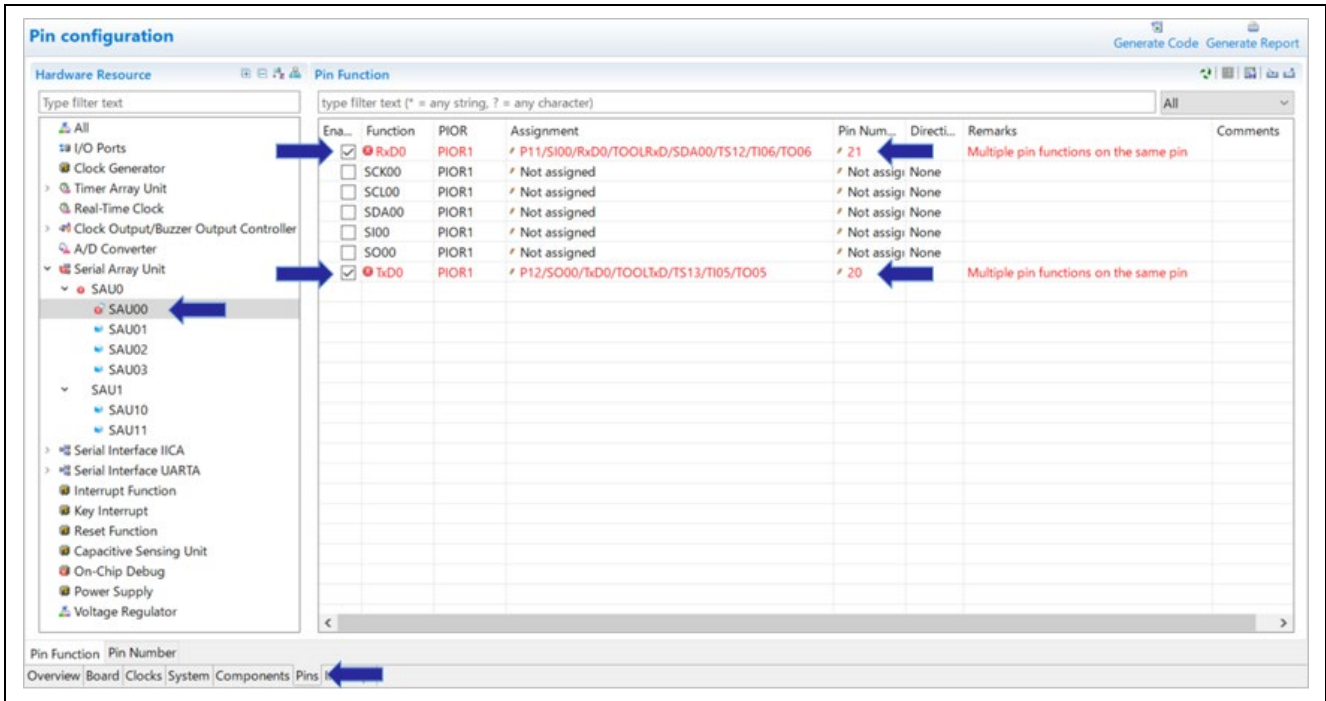 Pin configuration
Generate Code Generate Report
Hardware Resource
Pin Function
Type filter text
type filter text (* = any string, ? = any character)
All
All
I/O Ports
Clock Generator
Timer Array Unit
Real-Time Clock
Clock Output/Buzzer Output Controller
A/D Converter
Serial Array Unit
SAU0
SAU00
SAU01
SAU02
SAU03
SAU1
SAU10
SAU11
Serial Interface IICA
Serial Interface UARTA
Interrupt Function
Key Interrupt
Reset Function
Capacitive Sensing Unit
On-Chip Debug
Power Supply
Voltage Regulator
Ena... Function PIOR Assignment Pin Num... Directi... Remarks Comments
RxD0 PIOR1 P11/SI00/RxD0/TOOLRxD/SDA00/TS12/TI06/TO06 21 Multiple pin functions on the same pin
SCK00 PIOR1 Not assigned Not assig None
SCL00 PIOR1 Not assigned Not assig None
SDA00 PIOR1 Not assigned Not assig None
SI00 PIOR1 Not assigned Not assig None
SO00 PIOR1 Not assigned Not assig None
TxD0 PIOR1 P12/SO00/TxD0/TOOLTxD/TS13/TI05/TO05 20 Multiple pin functions on the same pin
Pin Function Pin Number
Overview Board Clocks System Components Pins